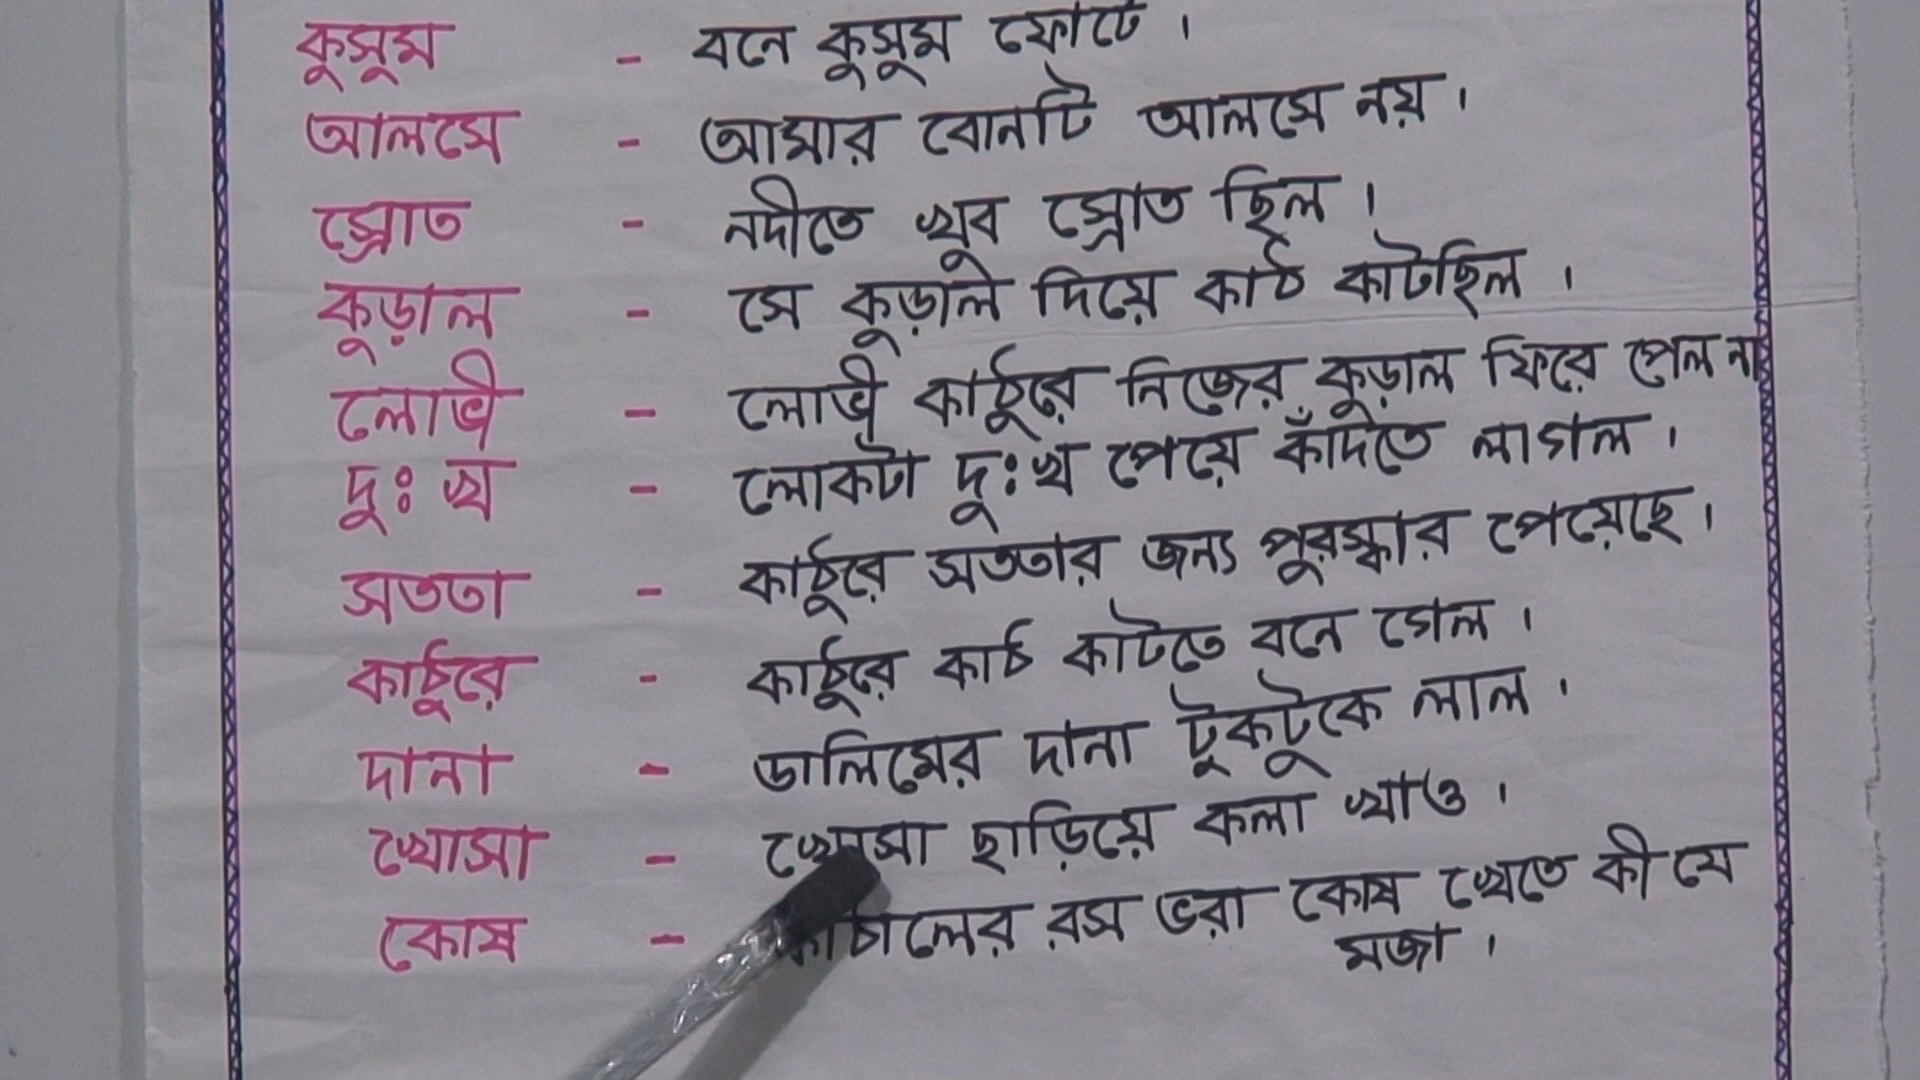 কুসুম - বনে কুসুম ফোটে ।
আলসে - আমার বোনটি আলসে নয় ।
স্রোত - নদীতে খুব স্রোত ছিল ।
কুড়াল - সে কুড়াল দিয়ে কাঠ কাটছিল ।
লোভী - লোভী কাঠুরে নিজের কুড়াল ফিরে পেল না
দুঃখ - লোকটা দুঃখ পেয়ে কাঁদতে লাগল ।
সততা - কাঠুরে সততার জন্য পুরস্কার পেয়েছে ।
কাঠুরে - কাঠুরে কাঠ কাটতে বনে গেল ।
দানা - ডালিমের দানা টুকটুকে লাল ।
খোসা - খোসা ছাড়িয়ে কলা খাও ।
কোষ - রস ভরা কোষ খেতে কী যে
মজা ।